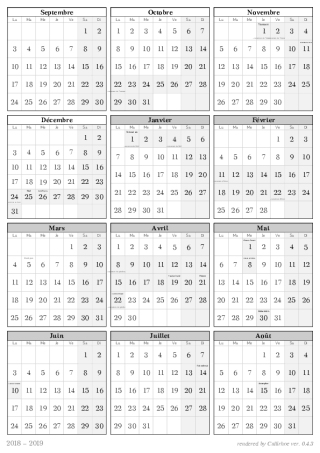 Septembre
Lu Ma Me Je Ve Sa Di
1 2
3 4 5 6 7 8 9
10 11 12 13 14 15 16
17 18 19 20 21 22 23
24 25 26 27 28 29 30
Octobre
Lu Ma Me Je Ve Sa Di
1 2 3 4 5 6 7
8 9 10 11 12 13 14
15 16 17 18 19 20 21
22 23 24 25 26 27 28
29 30 31
Novembre
Lu Ma Me Je Ve Sa Di
1 2 3 4
5 6 7 8 9 10 11
12 13 14 15 16 17 18
19 20 21 22 23 24 25
26 27 28 29 30
Décembre
Lu Ma Me Je Ve Sa Di
1 2
3 4 5 6 7 8 9
10 11 12 13 14 15 16
17 18 19 20 21 22 23
24 25 26 27 28 29 30
31
Janvier
Lu Ma Me Je Ve Sa Di
1 2 3 4 5 6
7 8 9 10 11 12 13
14 15 16 17 18 19 20
21 22 23 24 25 26 27
28 29 30 31
Février
Lu Ma Me Je Ve Sa Di
1 2 3
4 5 6 7 8 9 10
11 12 13 14 15 16 17
18 19 20 21 22 23 24
25 26 27 28
Mars
Lu Ma Me Je Ve Sa Di
1 2 3
4 5 6 7 8 9 10
11 12 13 14 15 16 17
18 19 20 21 22 23 24
25 26 27 28 29 30 31
Avril
Lu Ma Me Je Ve Sa Di
1 2 3 4 5 6 7
8 9 10 11 12 13 14
15 16 17 18 19 20 21
22 23 24 25 26 27 28
29 30
Mai
Lu Ma Me Je Ve Sa Di
1 2 3 4 5
6 7 8 9 10 11 12
13 14 15 16 17 18 19
20 21 22 23 24 25 26
27 28 29 30 31
Juin
Lu Ma Me Je Ve Sa Di
1 2
3 4 5 6 7 8 9
10 11 12 13 14 15 16
17 18 19 20 21 22 23
24 25 26 27 28 29 30
Juillet
Lu Ma Me Je Ve Sa Di
1 2 3 4 5 6 7
8 9 10 11 12 13 14
15 16 17 18 19 20 21
22 23 24 25 26 27 28
29 30 31
Août
Lu Ma Me Je Ve Sa Di
1 2 3 4
5 6 7 8 9 10 11
12 13 14 15 16 17 18
19 20 21 22 23 24 25
26 27 28 29 30 31
2018 – 2019
rendered by Calktine ver. 0.4.3